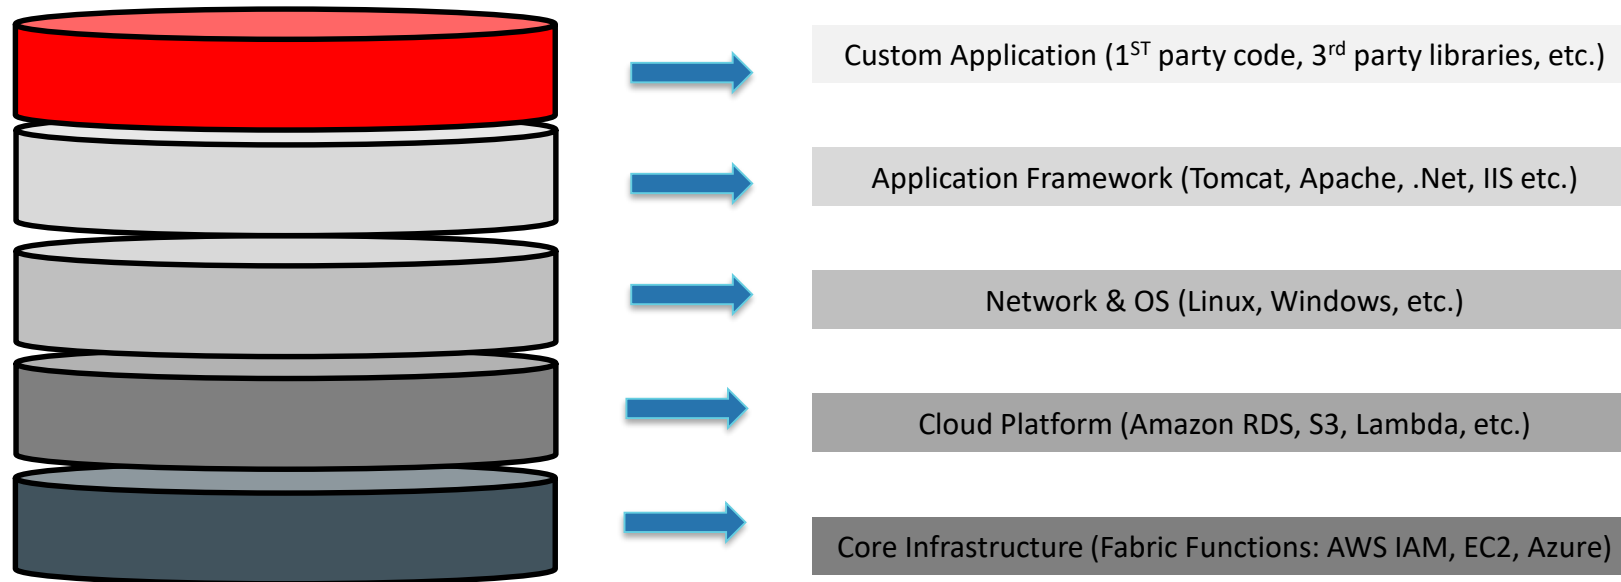 Custom Application (1ST party code, 3rd party libraries, etc.)
Application Framework (Tomcat, Apache, .Net, IIS etc.)
Network & OS (Linux, Windows, etc.)
Cloud Platform (Amazon RDS, S3, Lambda, etc.)
Core Infrastructure (Fabric Functions: AWS IAM, EC2, Azure)